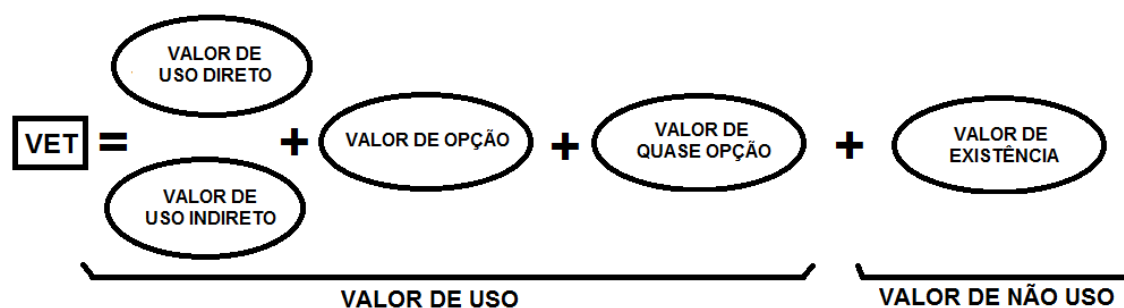 VALOR DE
USO DIRETO
VET
=
+
VALOR DE OPÇÃO
+
VALOR DE
QUASE OPÇÃO
+
VALOR DE
EXISTÊNCIA
VALOR DE
USO INDIRETO
VALOR DE USO
VALOR DE NÃO USO